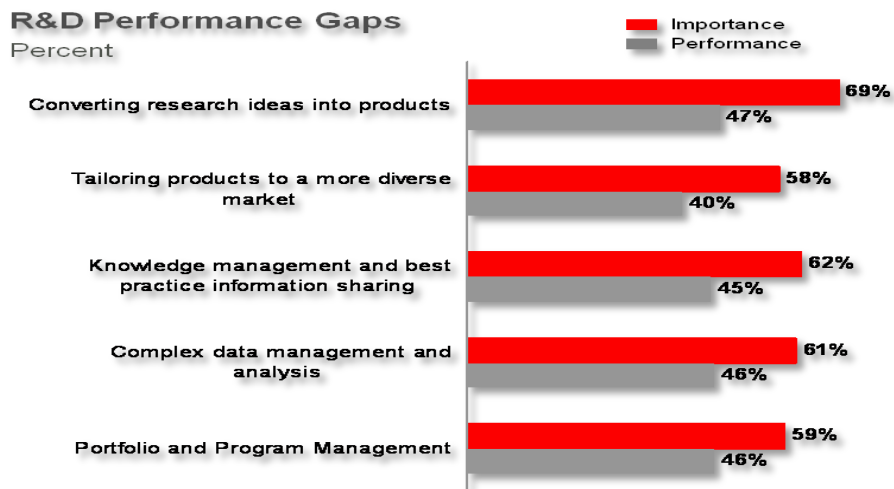 R&D Performance Gaps
Percent
Importance
Performance
Converting research ideas into products
69%
47%
Tailoring products to a more diverse
market
58%
40%
Knowledge management and best
practice information sharing
62%
45%
Complex data management and
analysis
61%
46%
Portfolio and Program Management
59%
46%